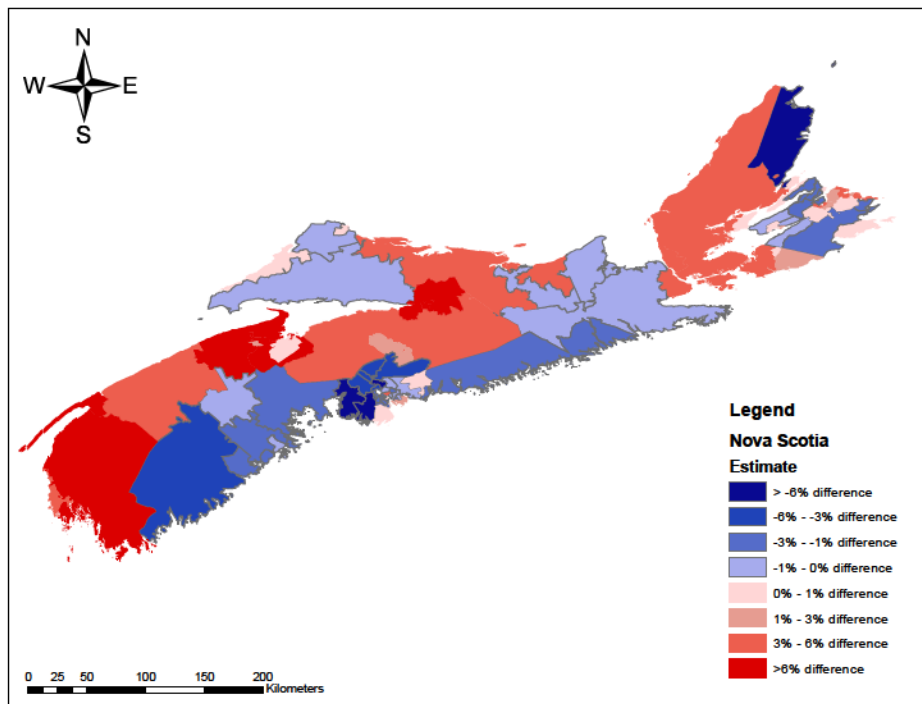 N
W E
S
Legend
Nova Scotia
Estimate
> -6% difference
-6% - -3% difference
-3% - -1% difference
-1% - 0% difference
0% - 1% difference
1% - 3% difference
3% - 6% difference
>6% difference
0 25 50 100 150 200
Kilometers